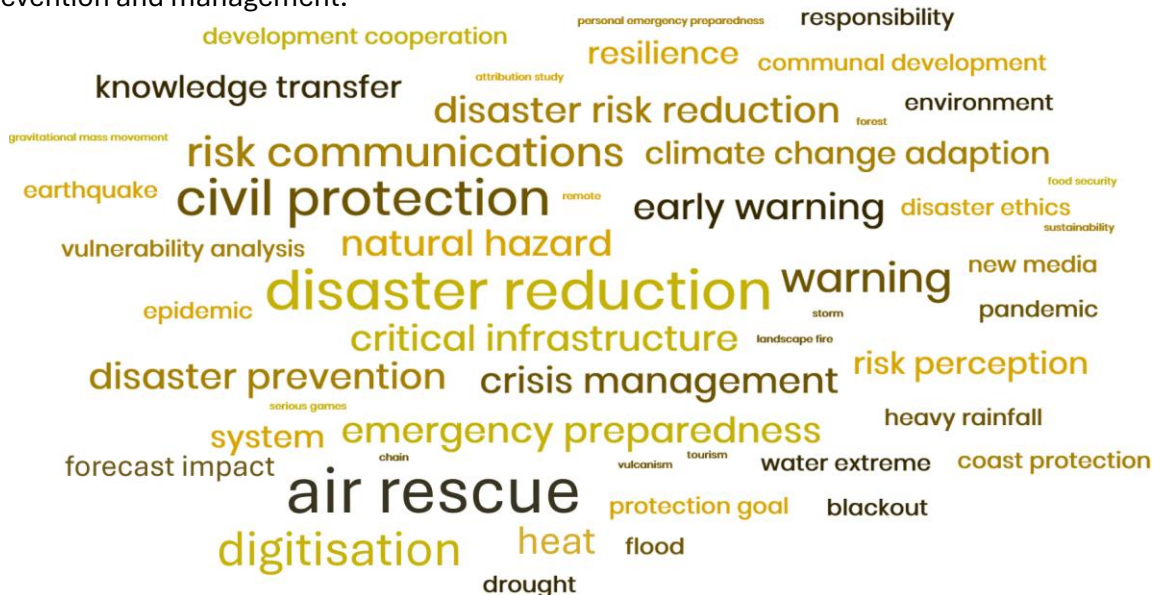 evention and management.
personal emergency preparedness responsibility
development cooperation
resilience communal development
attribution study
knowledge transfer
disaster risk reduction environment
forest
gravitational mass movement
risk communications climate change adaption
earthquake civil protection remote early warning disaster ethics
food security
sustainability
vulnerability analysis natural hazard
disaster reduction warning new media
epidemic storm pandemic
critical infrastructure landscape fire
disaster prevention crisis management risk perception
serious games
system emergency preparedness heavy rainfall
forecast impact chain vulcanism tourism water extreme coast protection
air rescue protection goal blackout
digitisation heat flood
drought